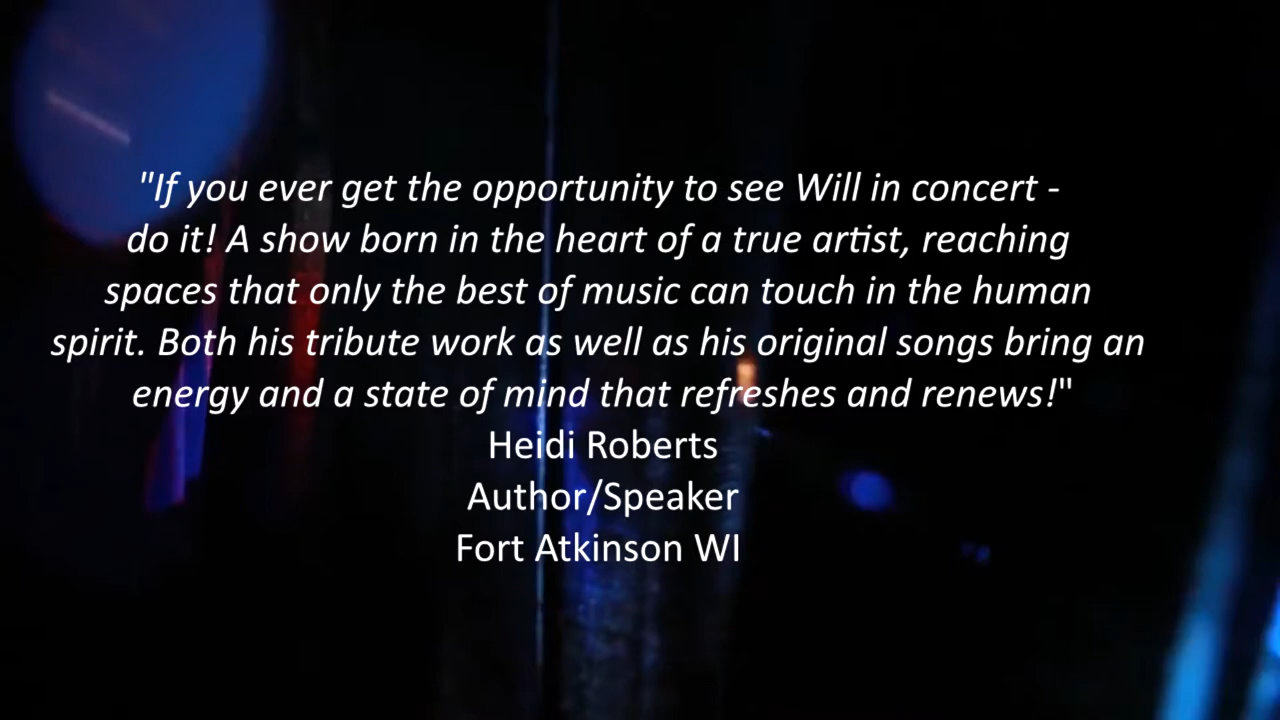 "If you ever get the opportunity to see Will in concert -
do it! A show born in the heart of a true artist, reaching
spaces that only the best of music can touch in the human
spirit. Both his tribute work as well as his original songs bring an
energy and a state of mind that refreshes and renews!"
Heidi Roberts
Author/Speaker
Fort Atkinson WI